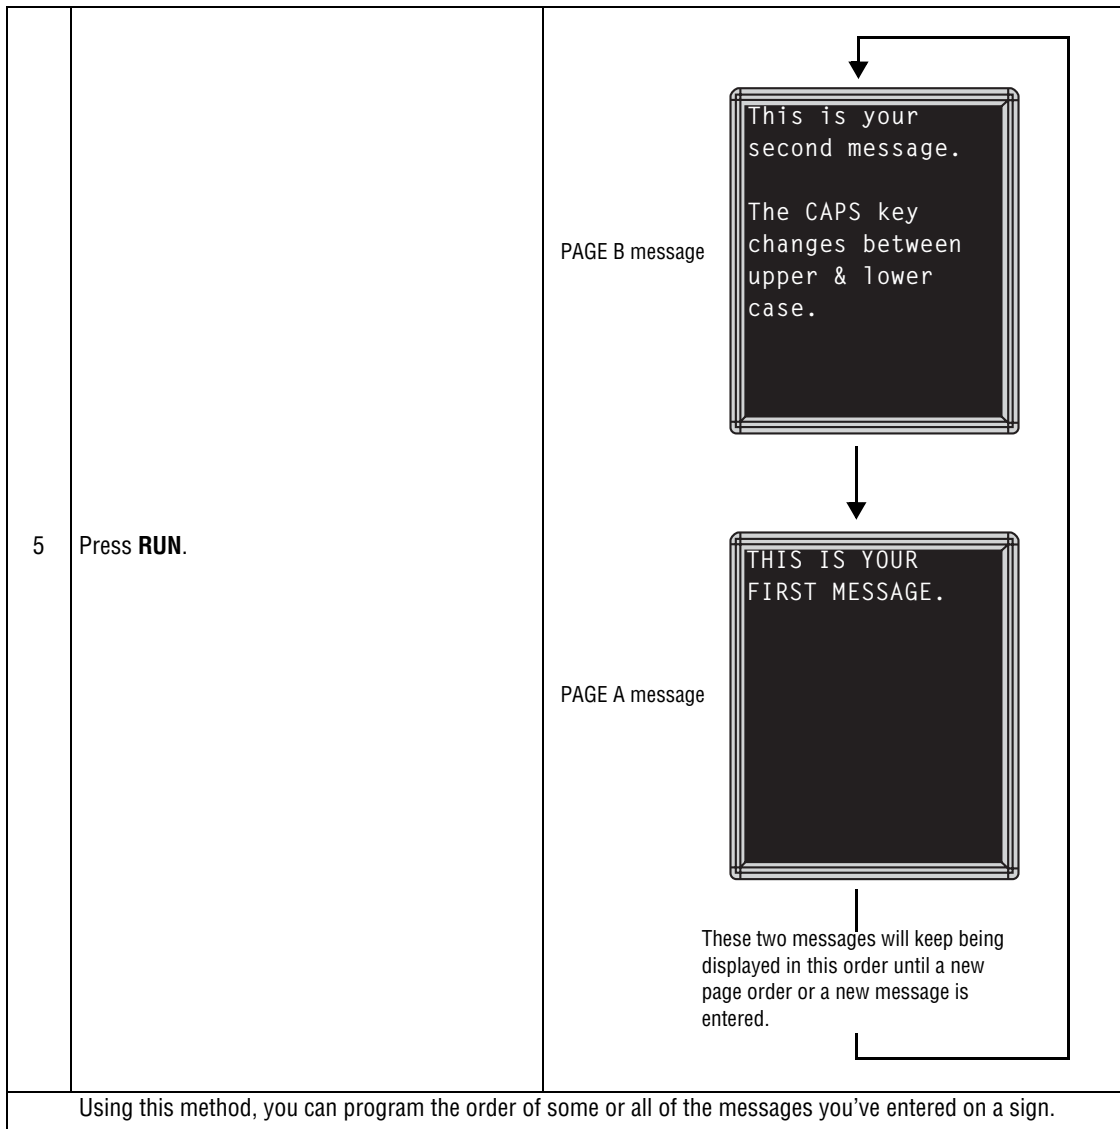 5
Press RUN.
PAGE B message
This is your
second message.
The CAPS key
changes between
upper & lower
case.
PAGE A message
THIS IS YOUR
FIRST MESSAGE.
These two messages will keep being
displayed in this order until a new
page order or a new message is
entered.
Using this method, you can program the order of some or all of the messages you’ve entered on a sign.